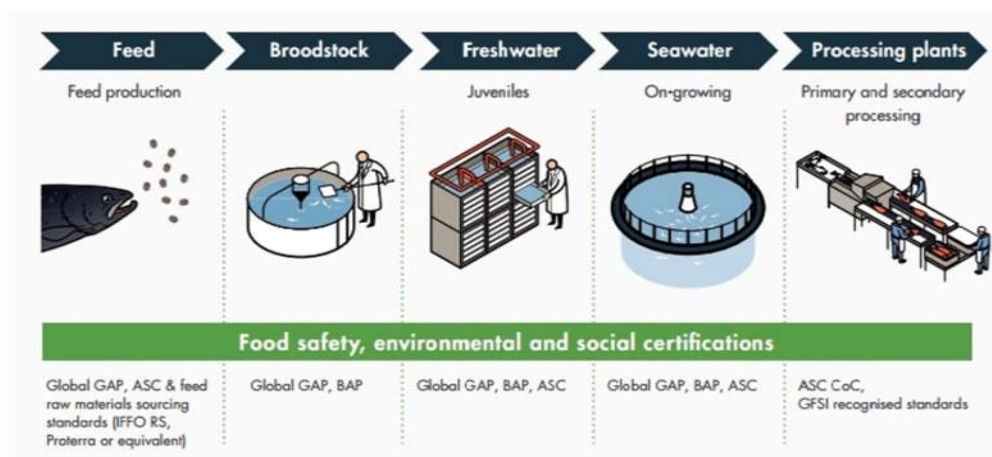 Feed
Broodstock
Freshwater
Seawater
Processing plants
Feed production
Juveniles
On-growing
Primary and secondary
processing
Food safety, environmental and social certifications
Global GAP, ASC & feed
raw materials sourcing
standards (IFFO RS,
Proterra or equivalent)
Global GAP, BAP
Global GAP, BAP, ASC
Global GAP, BAP, ASC
ASC CoC,
GFSI recognised standards